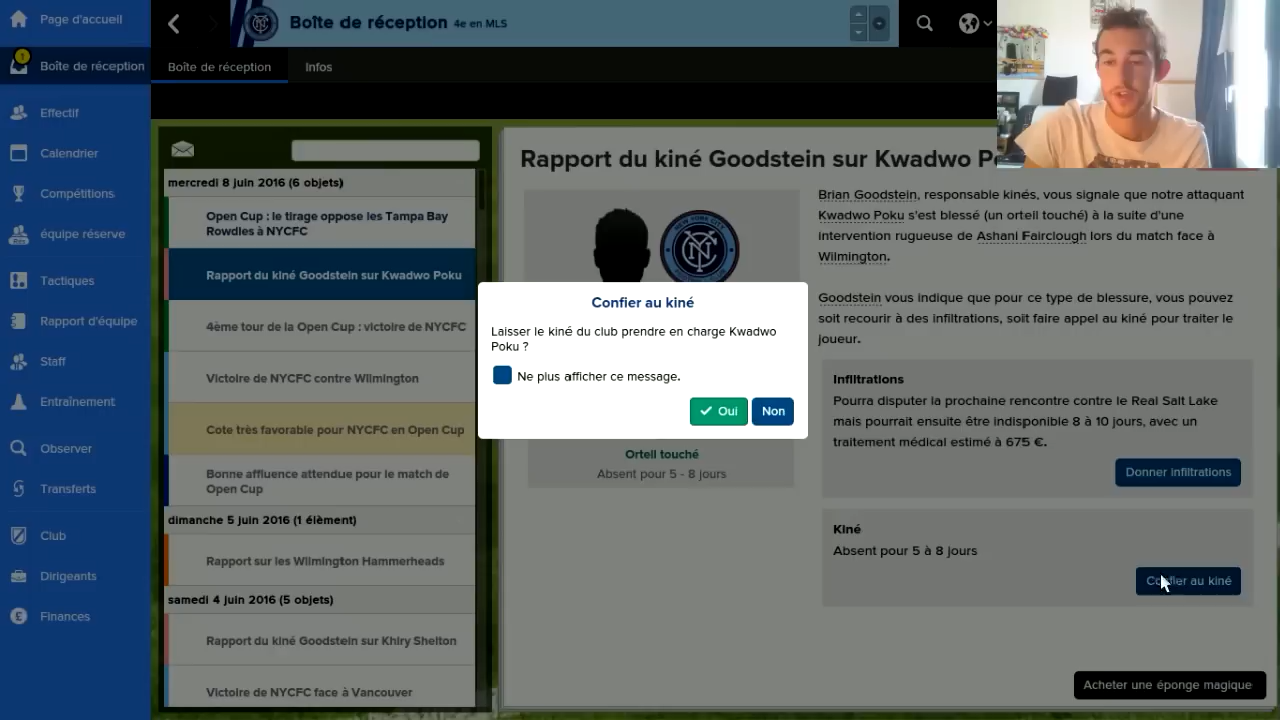 Page d'accueil
1
Boîte de réception
Effectif
Calendrier
Compétitions
équipe réserve
Tactiques
Rapport d'équipe
Staff
Entraînement
Observer
Transferts
Club
Dirigeants
Finances
Boîte de réception 4e en MLS
Boîte de réception
Infos
mercredi 8 juin 2016 (6 objets)
Open Cup : le tirage oppose les Tampa Bay
Rowdies à NYCFC
Rapport du kiné Goodstein sur Kwadwo Poku
4ème tour de la Open Cup : victoire de NYCFC
Victoire de NYCFC contre Wilmington
Cote très favorable pour NYCFC en Open Cup
Bonne affluence attendue pour le match de
Open Cup
dimanche 5 juin 2016 (1 élément)
Rapport sur les Wilmington Hammerheads
samedi 4 juin 2016 (5 objets)
Rapport du kiné Goodstein sur Khiry Shelton
Victoire de NYCFC face à Vancouver
Rapport du kiné Goodstein sur Kwadwo P
Orteil touché
Absent pour 5 - 8 jours
Brian Goodstein, responsable kinés, vous signale que notre attaquant
Kwadwo Poku s'est blessé (un orteil touché) à la suite d'une
intervention rugueuse de Ashani Fairclough lors du match face à
Wilmington.
Goodstein vous indique que pour ce type de blessure, vous pouvez
soit recourir à des infiltrations, soit faire appel au kiné pour traiter le
joueur.
Infiltrations
Pourra disputer la prochaine rencontre contre le Real Salt Lake
mais pourrait ensuite être indisponible 8 à 10 jours, avec un
traitement médical estimé à 675 €.
Donner infiltrations
Kiné
Absent pour 5 à 8 jours
Confier au kiné
Acheter une éponge magique
Confier au kiné
Laisser le kiné du club prendre en charge Kwadwo
Poku ?
Ne plus afficher ce message.
Oui
Non